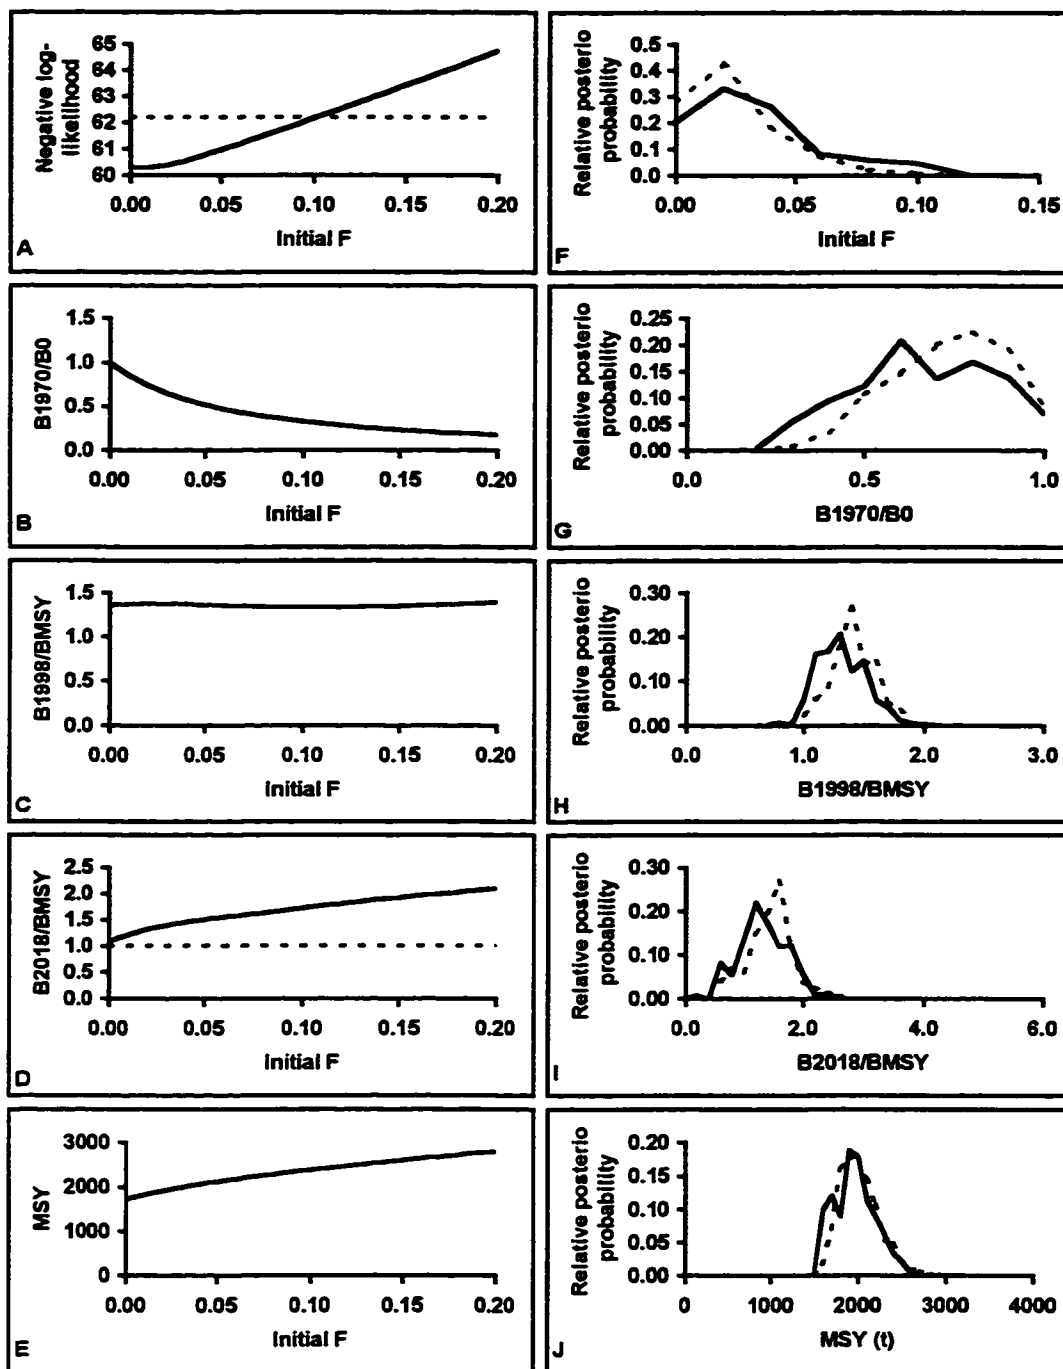 Negative log-
likelihood
65
64
63
62
61
60
0.00 0.05 0.10 0.15 0.20
Initial F
A
B1970/B0
1.5
1.0
0.5
0.0
0.00 0.05 0.10 0.15 0.20
Initial F
B
B1998/BMSY
1.5
1.0
0.5
0.0
0.00 0.05 0.10 0.15 0.20
Initial F
C
B2018/BMSY
2.5
2.0
1.5
1.0
0.5
0.0
0.00 0.05 0.10 0.15 0.20
Initial F
D
MSY
3000
2000
1000
0
0.00 0.05 0.10 0.15 0.20
Initial F
E
Relative posterio
probability
0.5
0.4
0.3
0.2
0.1
0.0
0.00 0.05 0.10 0.15
Initial F
F
Relative posterio
probability
0.25
0.20
0.15
0.10
0.05
0.00
0.0 0.5 1.0
B1970/B0
G
Relative posterio
probability
0.30
0.20
0.10
0.00
0.0 1.0 2.0 3.0
B1998/BMSY
H
Relative posterio
probability
0.30
0.20
0.10
0.00
0.0 2.0 4.0 6.0
B2018/BMSY
I
Relative posterio
probability
0.20
0.15
0.10
0.05
0.00
0 1000 2000 3000 4000
MSY (t)
J